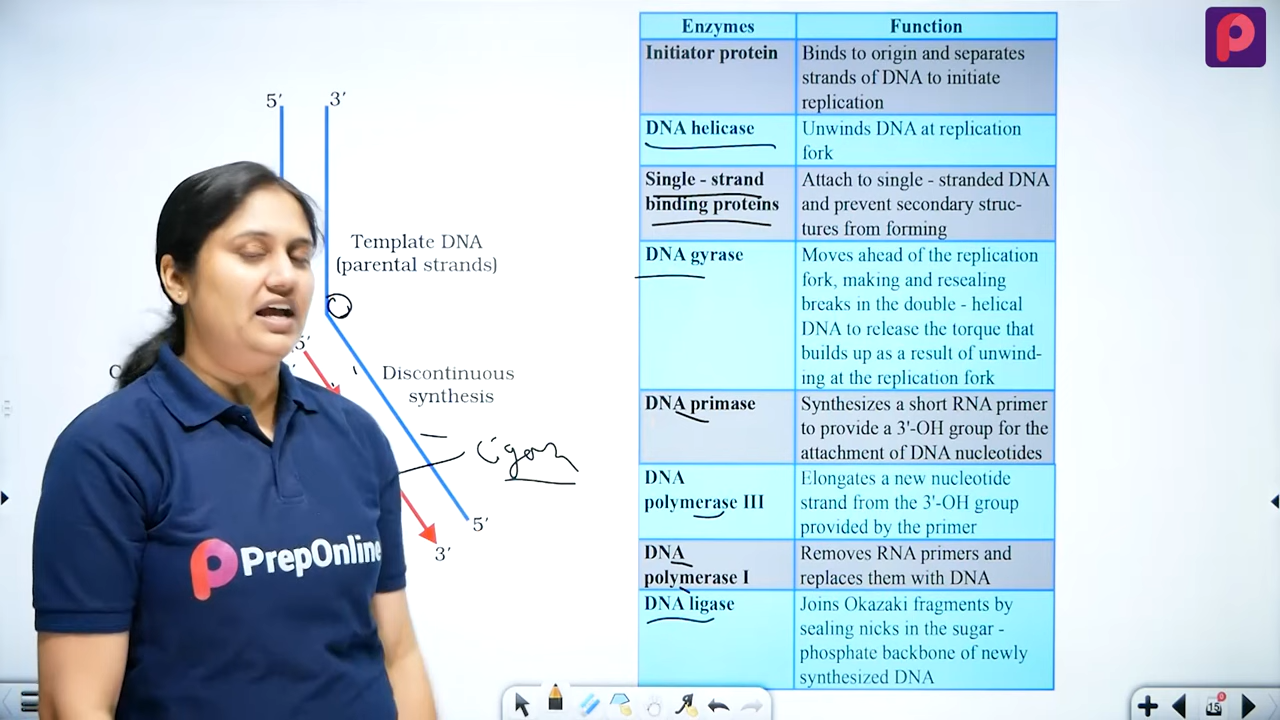 5′
3′
Template DNA
(parental strands)
5′
Discontinuous
synthesis
5′
3′
PrepOnline
Enzymes
Function
Initiator protein
Binds to origin and separates
strands of DNA to initiate
replication
DNA helicase
Unwinds DNA at replication
fork
Single - strand
binding proteins
Attach to single - stranded DNA
and prevent secondary struc-
tures from forming
DNA gyrase
Moves ahead of the replication
fork, making and resealing
breaks in the double - helical
DNA to release the torque that
builds up as a result of unwind-
ing at the replication fork
DNA primase
Synthesizes a short RNA primer
to provide a 3'-OH group for the
attachment of DNA nucleotides
DNA
polymerase III
Elongates a new nucleotide
strand from the 3'-OH group
provided by the primer
DNA
polymerase I
Removes RNA primers and
replaces them with DNA
DNA ligase
Joins Okazaki fragments by
sealing nicks in the sugar -
phosphate backbone of newly
synthesized DNA
15